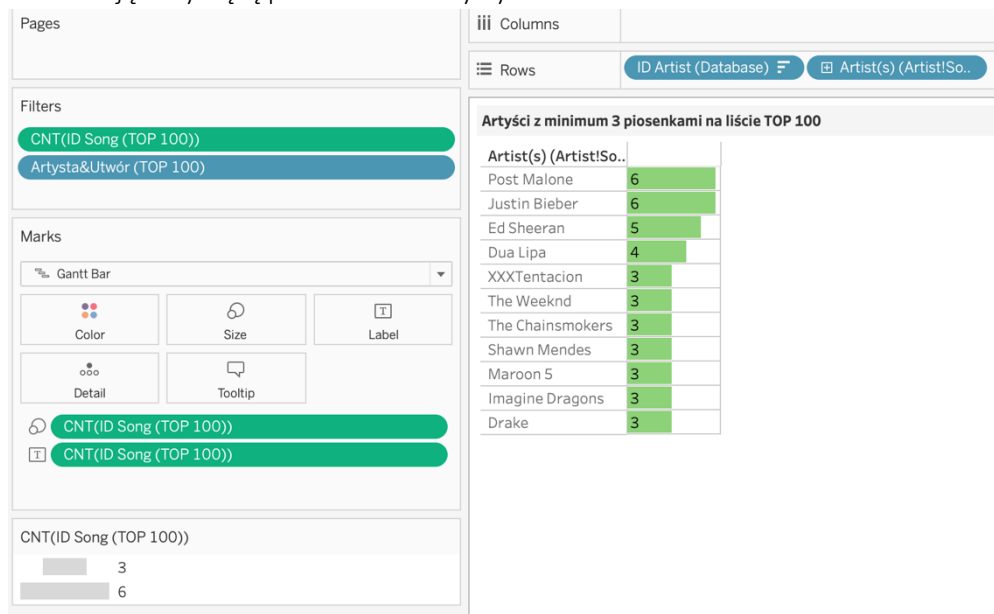 Pages
Filters
CNT(ID Song (TOP 100))
Artysta&Utwór (TOP 100)
Marks
Gantt Bar
Color Size Label
Detail Tooltip
CNT(ID Song (TOP 100))
CNT(ID Song (TOP 100))
CNT(ID Song (TOP 100))
3
6
Columns
Rows ID Artist (Database) Artist(s) (Artist!So..
Artyści z minimum 3 piosenkami na liście TOP 100
Artist(s) (Artist!So..
Post Malone 6
Justin Bieber 6
Ed Sheeran 5
Dua Lipa 4
XXXTentacion 3
The Weeknd 3
The Chainsmokers 3
Shawn Mendes 3
Maroon 5 3
Imagine Dragons 3
Drake 3